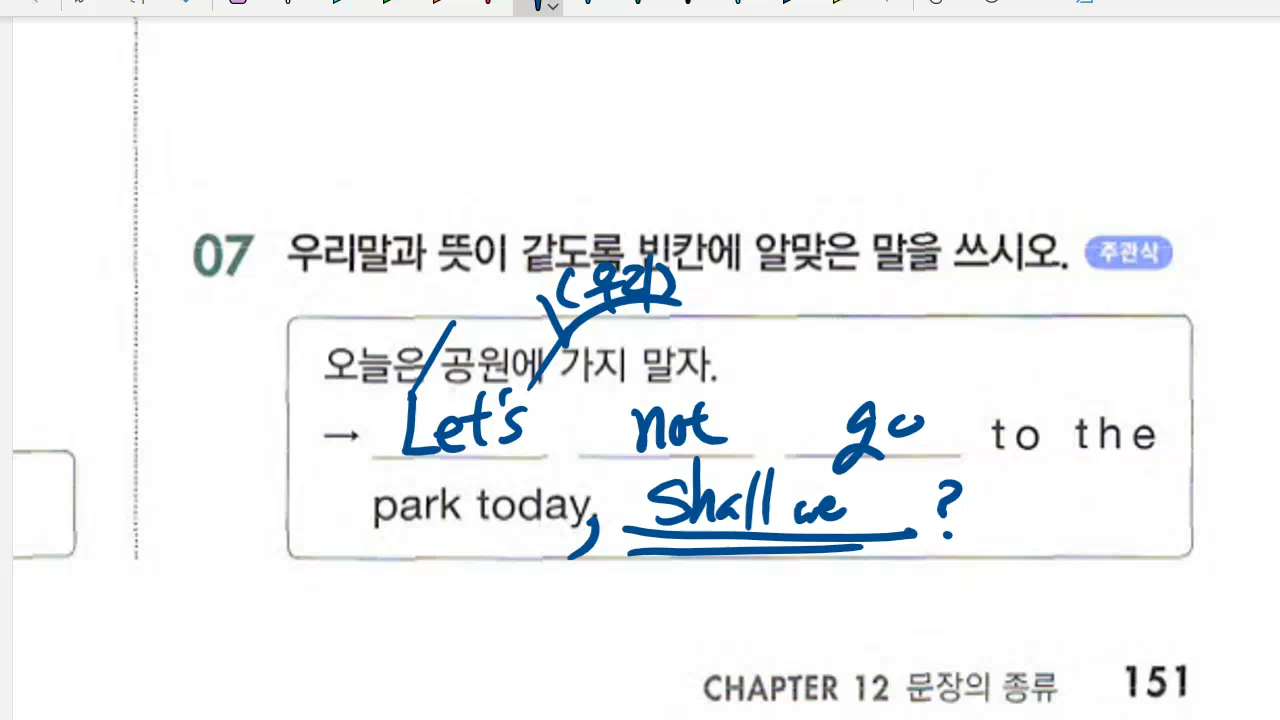 07 우리말과 뜻이 같도록 빈칸에 알맞은 말을 쓰시오. 주관식
(우리)
오늘은 공원에 가지 말자.
→ Let's not go to the
park today, shall we ?
CHAPTER 12 문장의 종류 151